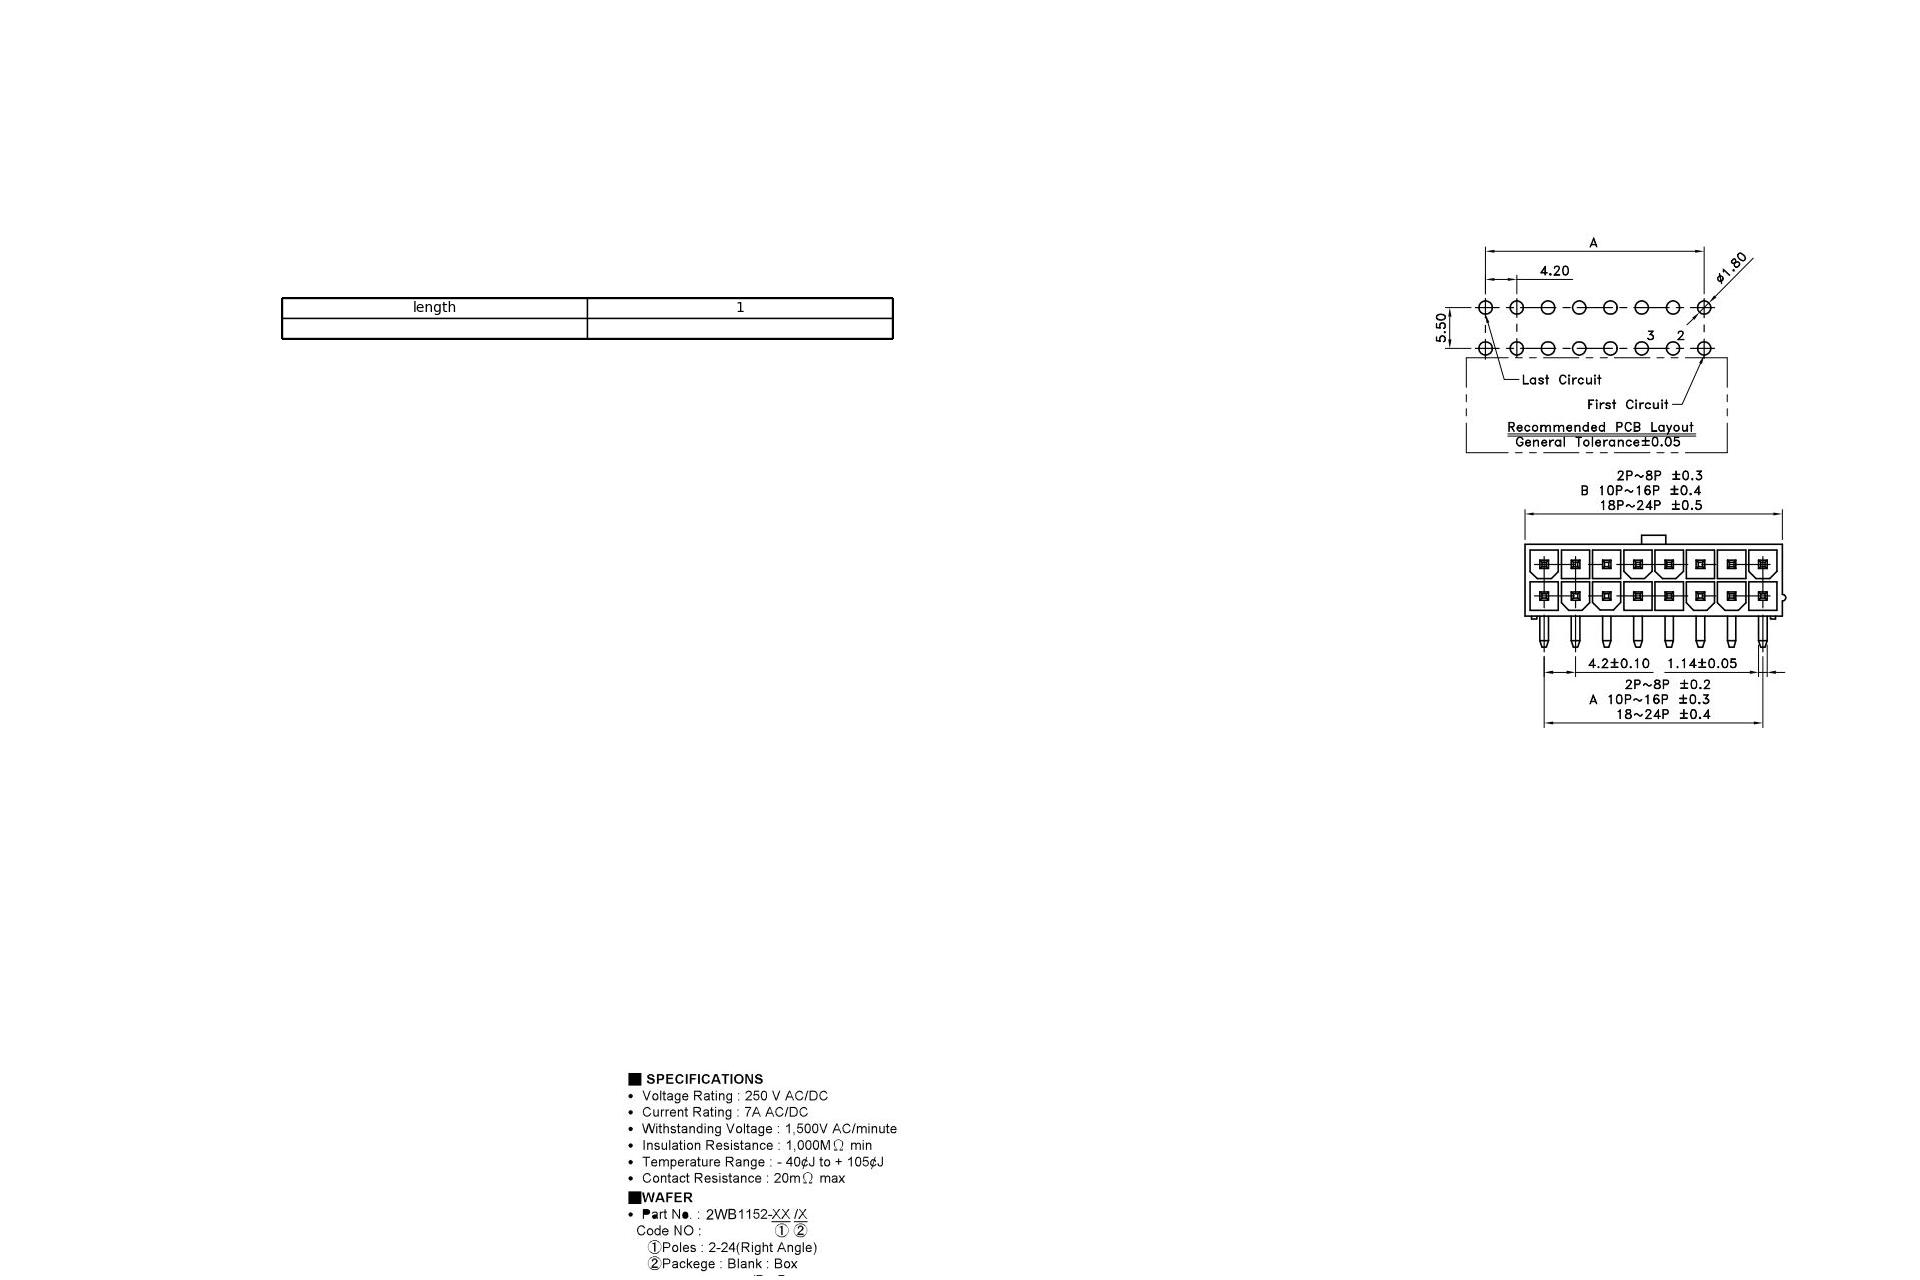 A
4.20
ø1.80
length 1
5.50
3 2
Last Circuit
First Circuit
Recommended PCB Layout
General Tolerance±0.05
2P~8P ±0.3
B 10P~16P ±0.4
18P~24P ±0.5
4.2±0.10 1.14±0.05
2P~8P ±0.2
A 10P~16P ±0.3
18~24P ±0.4
■ SPECIFICATIONS
• Voltage Rating : 250 V AC/DC
• Current Rating : 7A AC/DC
• Withstanding Voltage : 1,500V AC/minute
• Insulation Resistance : 1,000MΩ min
• Temperature Range : - 40¢J to + 105¢J
• Contact Resistance : 20mΩ max
■WAFER
• Part No. : 2WB1152-XX /X
Code NO : ① ②
①Poles : 2-24(Right Angle)
②Packege : Blank : Box